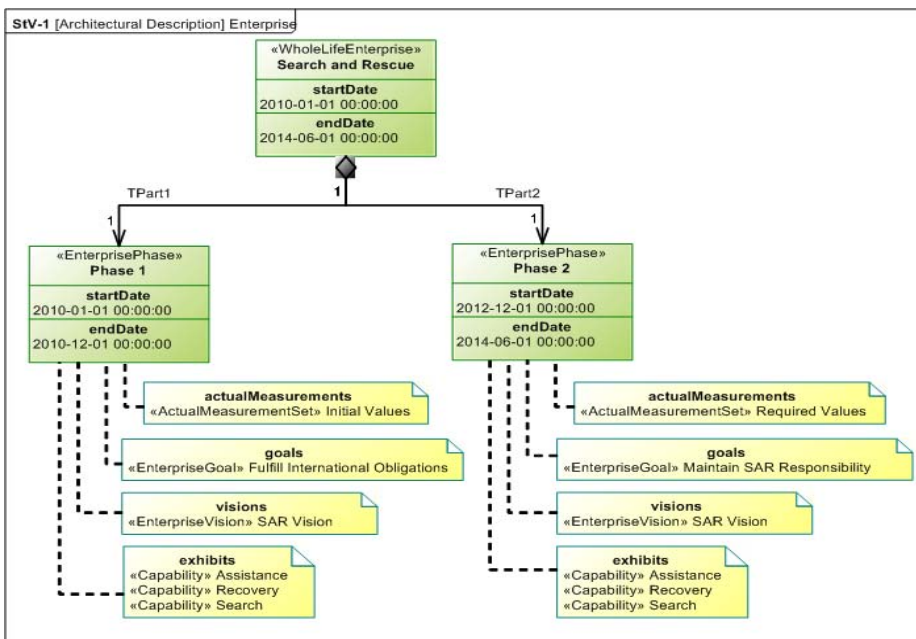 StV-1 [Architectural Description] Enterprise
«WholeLifeEnterprise»
Search and Rescue
startDate
2010-01-01 00:00:00
endDate
2014-06-01 00:00:00
1
TPart1
TPart2
1
1
«EnterprisePhase»
Phase 1
startDate
2010-01-01 00:00:00
endDate
2010-12-01 00:00:00
actualMeasurements
«ActualMeasurementSet» Initial Values
goals
«EnterpriseGoal» Fulfill International Obligations
visions
«EnterpriseVision» SAR Vision
exhibits
«Capability» Assistance
«Capability» Recovery
«Capability» Search
«EnterprisePhase»
Phase 2
startDate
2012-12-01 00:00:00
endDate
2014-06-01 00:00:00
actualMeasurements
«ActualMeasurementSet» Required Values
goals
«EnterpriseGoal» Maintain SAR Responsibility
visions
«EnterpriseVision» SAR Vision
exhibits
«Capability» Assistance
«Capability» Recovery
«Capability» Search